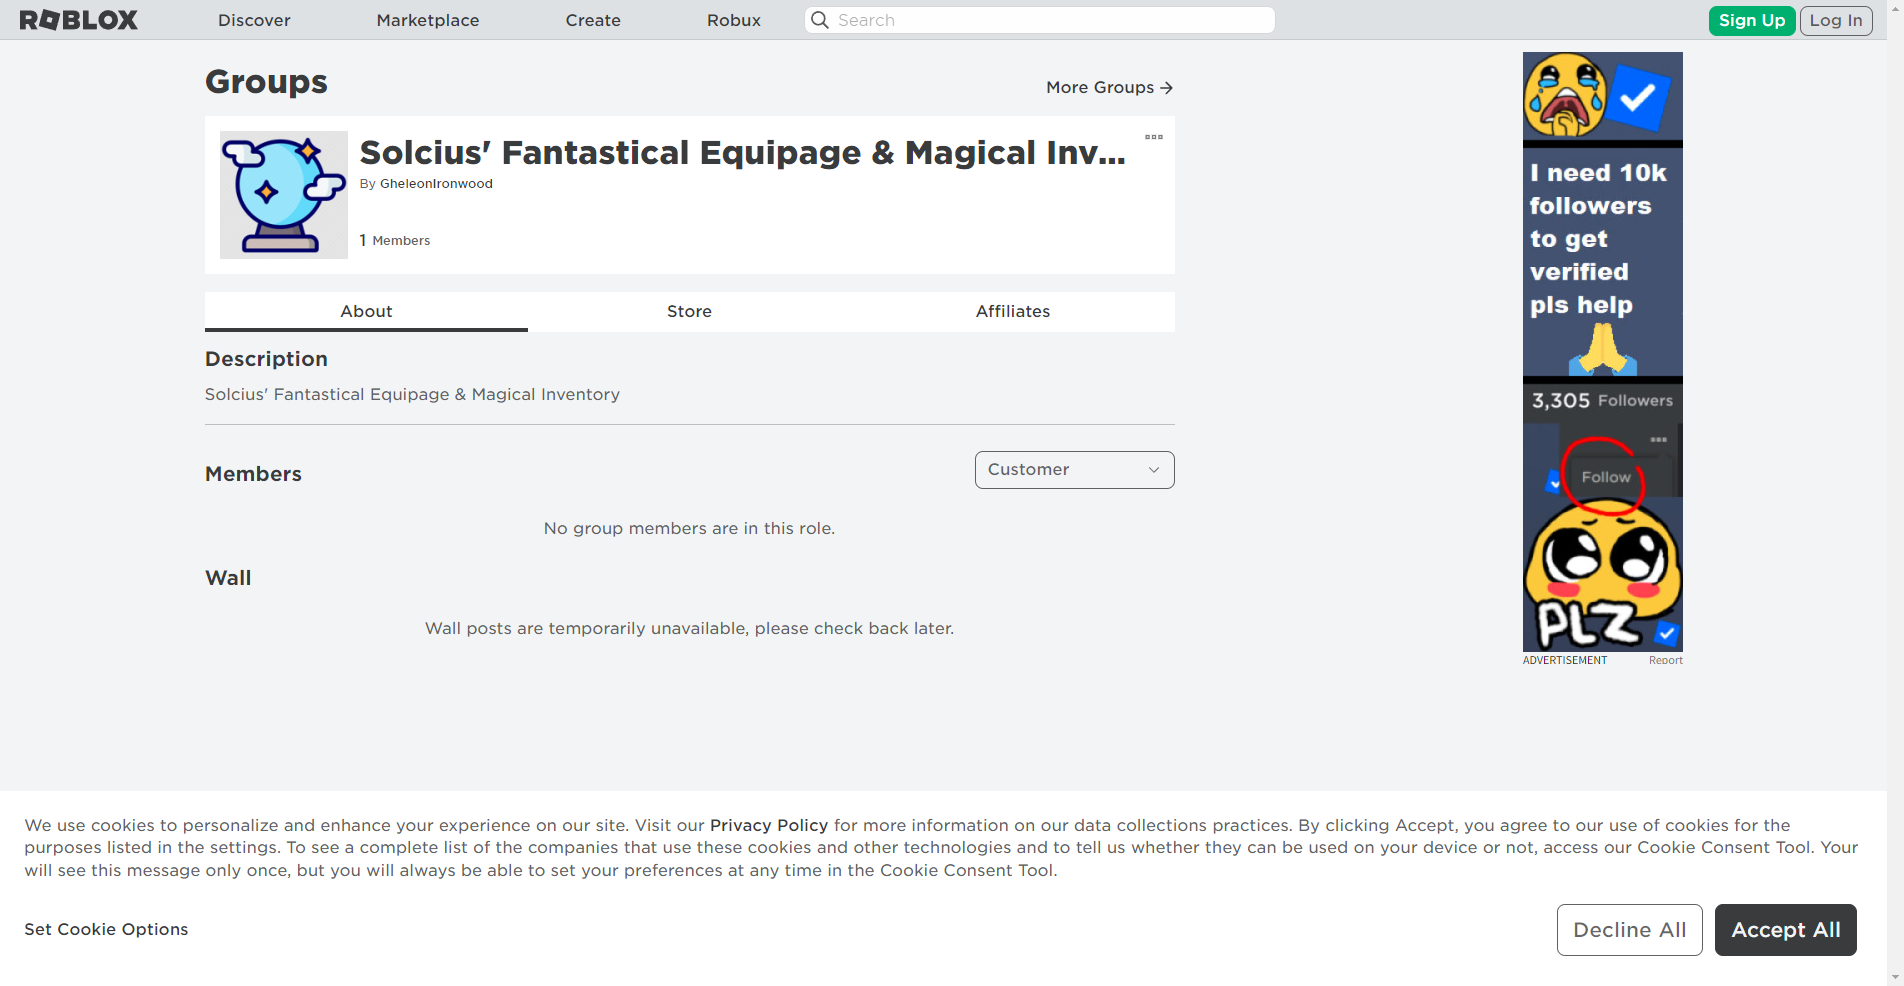 ROBLOX
Discover
Marketplace
Create
Robux
Search
Sign Up
Log In
Groups
More Groups
Solcius' Fantastical Equipage & Magical Inv...
By GheleonIronwood
1 Members
About
Store
Affiliates
Description
Solcius' Fantastical Equipage & Magical Inventory
Members
Customer
No group members are in this role.
Wall
Wall posts are temporarily unavailable, please check back later.
I need 10k
followers
to get
verified
pls help
3,305 Followers
Follow
PLZ
ADVERTISEMENT
Report
We use cookies to personalize and enhance your experience on our site. Visit our Privacy Policy for more information on our data collections practices. By clicking Accept, you agree to our use of cookies for the
purposes listed in the settings. To see a complete list of the companies that use these cookies and other technologies and to tell us whether they can be used on your device or not, access our Cookie Consent Tool. Your
will see this message only once, but you will always be able to set your preferences at any time in the Cookie Consent Tool.
Set Cookie Options
Decline All
Accept All